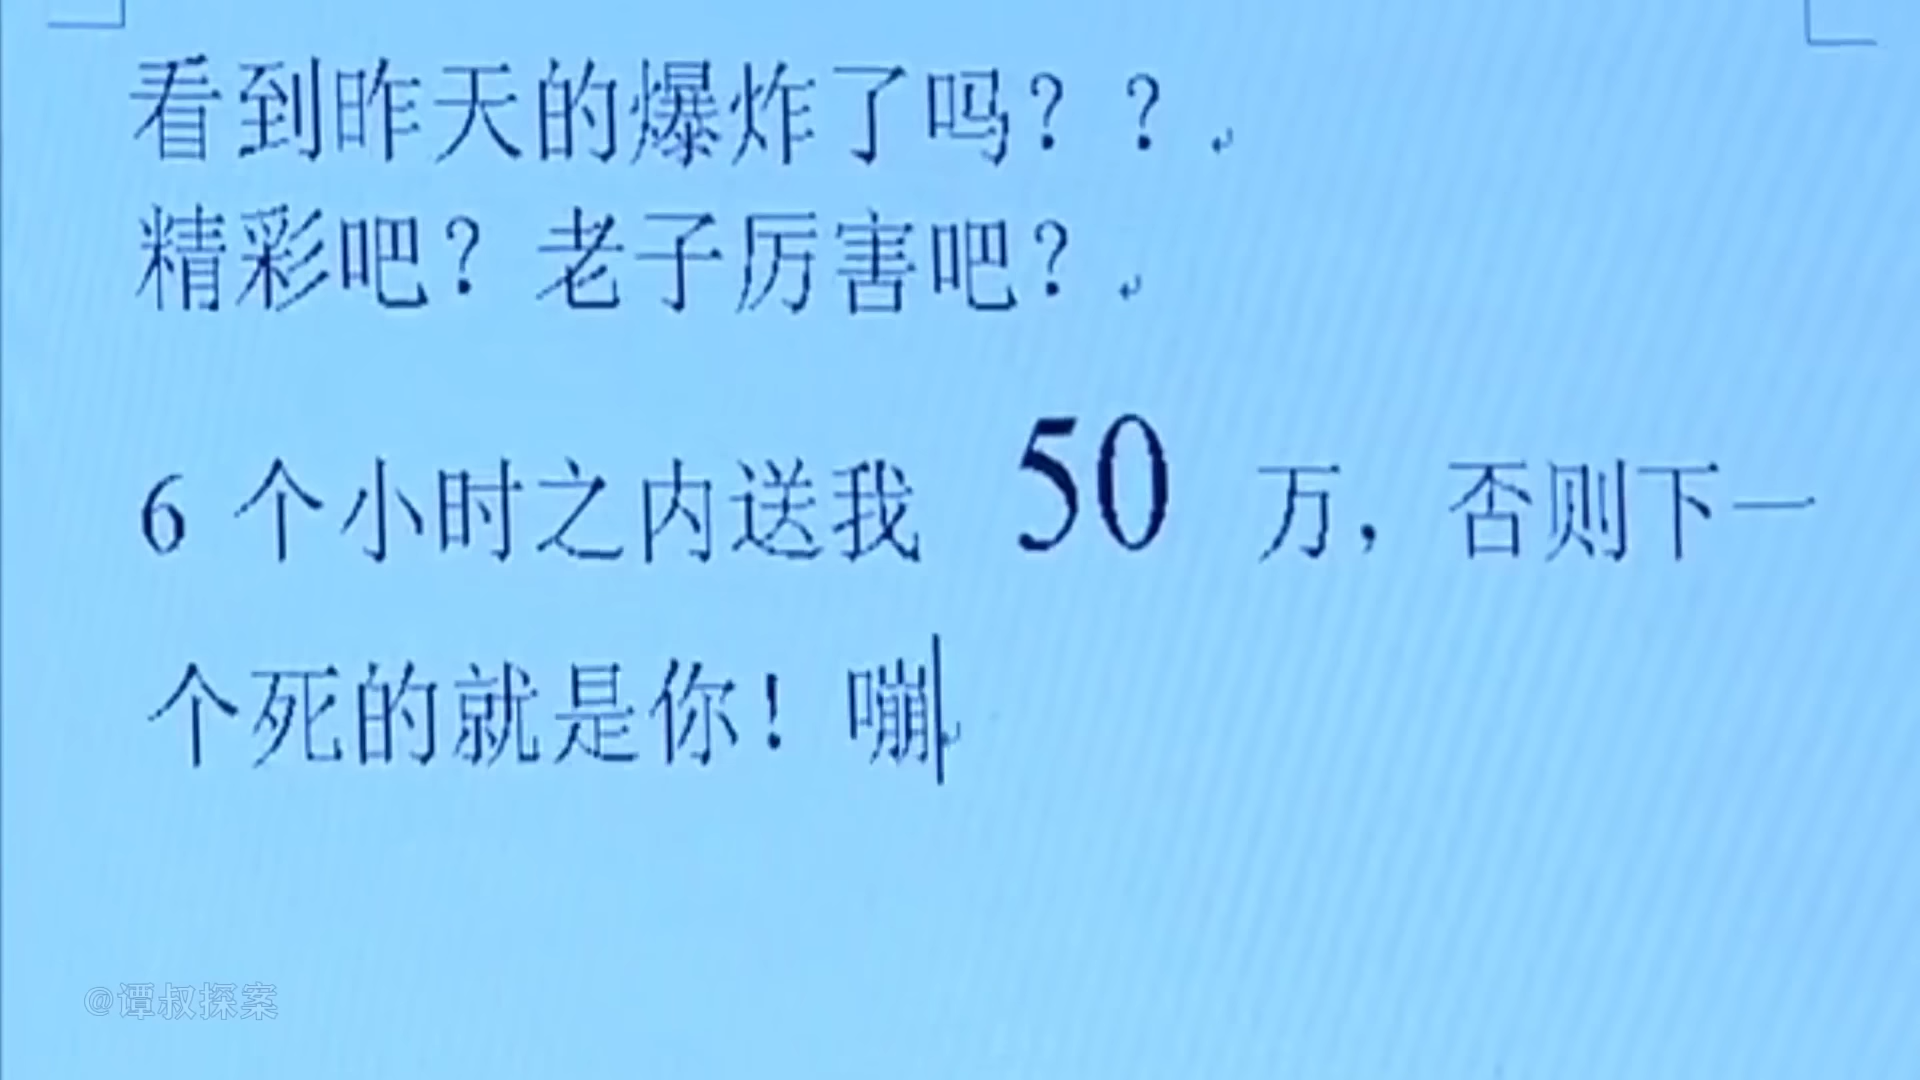 看到昨天的爆炸了吗？？
精彩吧？老子厉害吧？
6 个小时之内送我 50 万，否则下一
个死的就是你！嘣
@谭叔探案